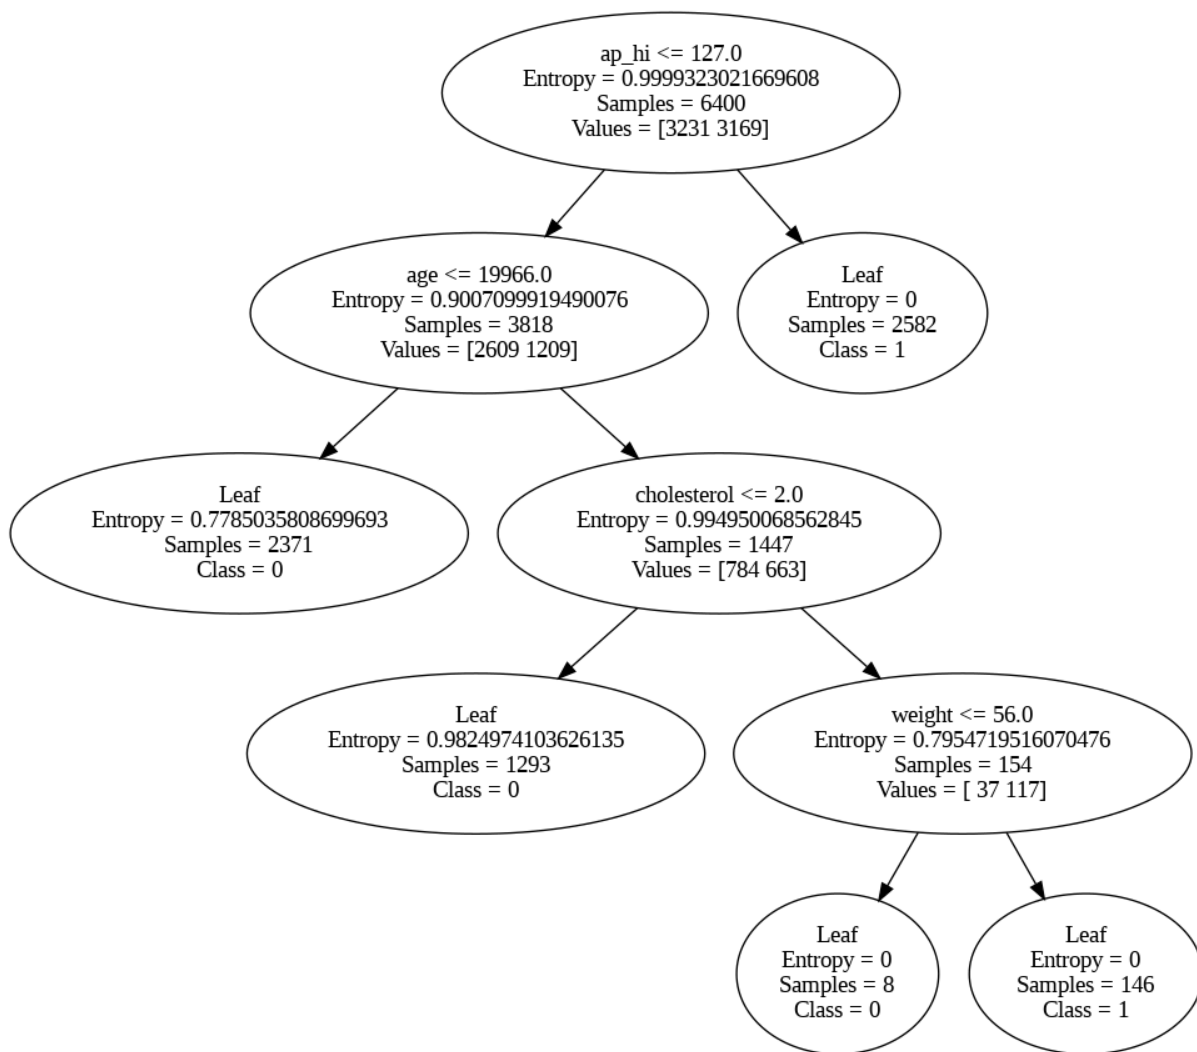 ap_hi <= 127.0
Entropy = 0.9999323021669608
Samples = 6400
Values = [3231 3169]
age <= 19966.0
Entropy = 0.9007099919490076
Samples = 3818
Values = [2609 1209]
Leaf
Entropy = 0
Samples = 2582
Class = 1
Leaf
Entropy = 0.7785035808699693
Samples = 2371
Class = 0
cholesterol <= 2.0
Entropy = 0.994950068562845
Samples = 1447
Values = [784 663]
Leaf
Entropy = 0.9824974103626135
Samples = 1293
Class = 0
weight <= 56.0
Entropy = 0.7954719516070476
Samples = 154
Values = [ 37 117]
Leaf
Entropy = 0
Samples = 8
Class = 0
Leaf
Entropy = 0
Samples = 146
Class = 1